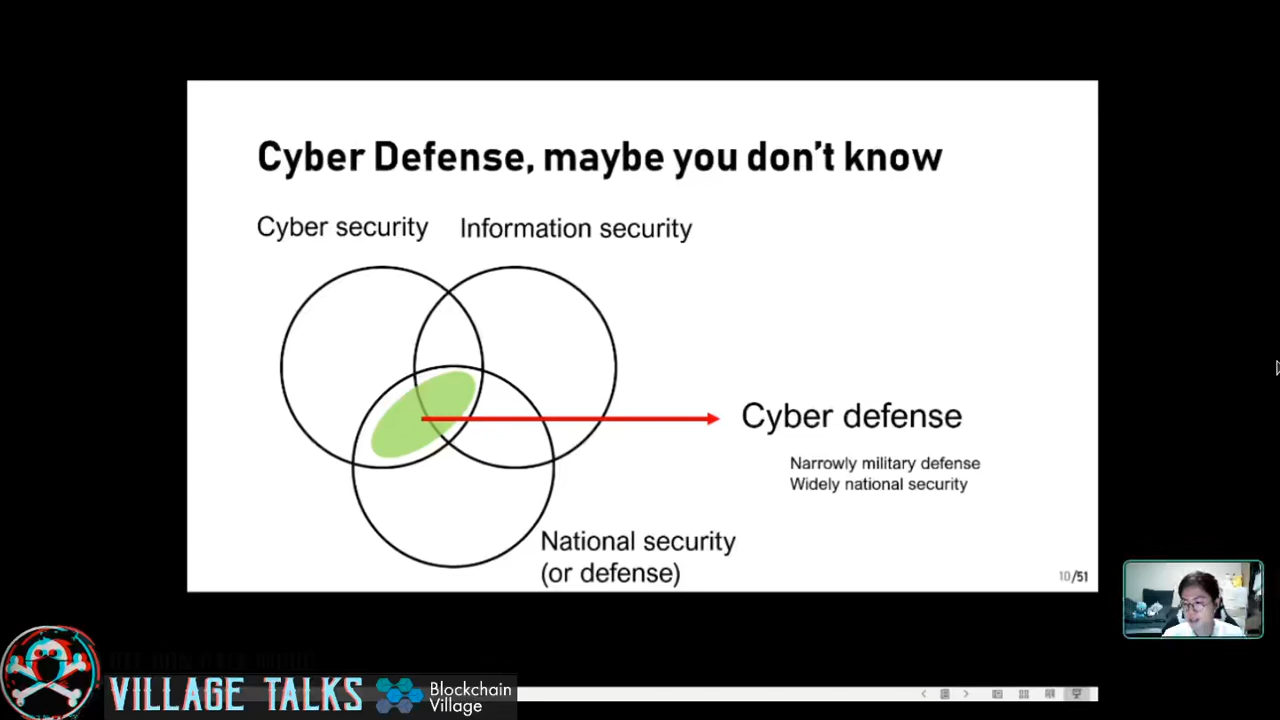 Cyber Defense, maybe you don't know
Cyber security
Information security
Cyber defense
Narrowly military defense
Widely national security
National security
(or defense)
10/51
VILLAGE TALKS
Blockchain
Village